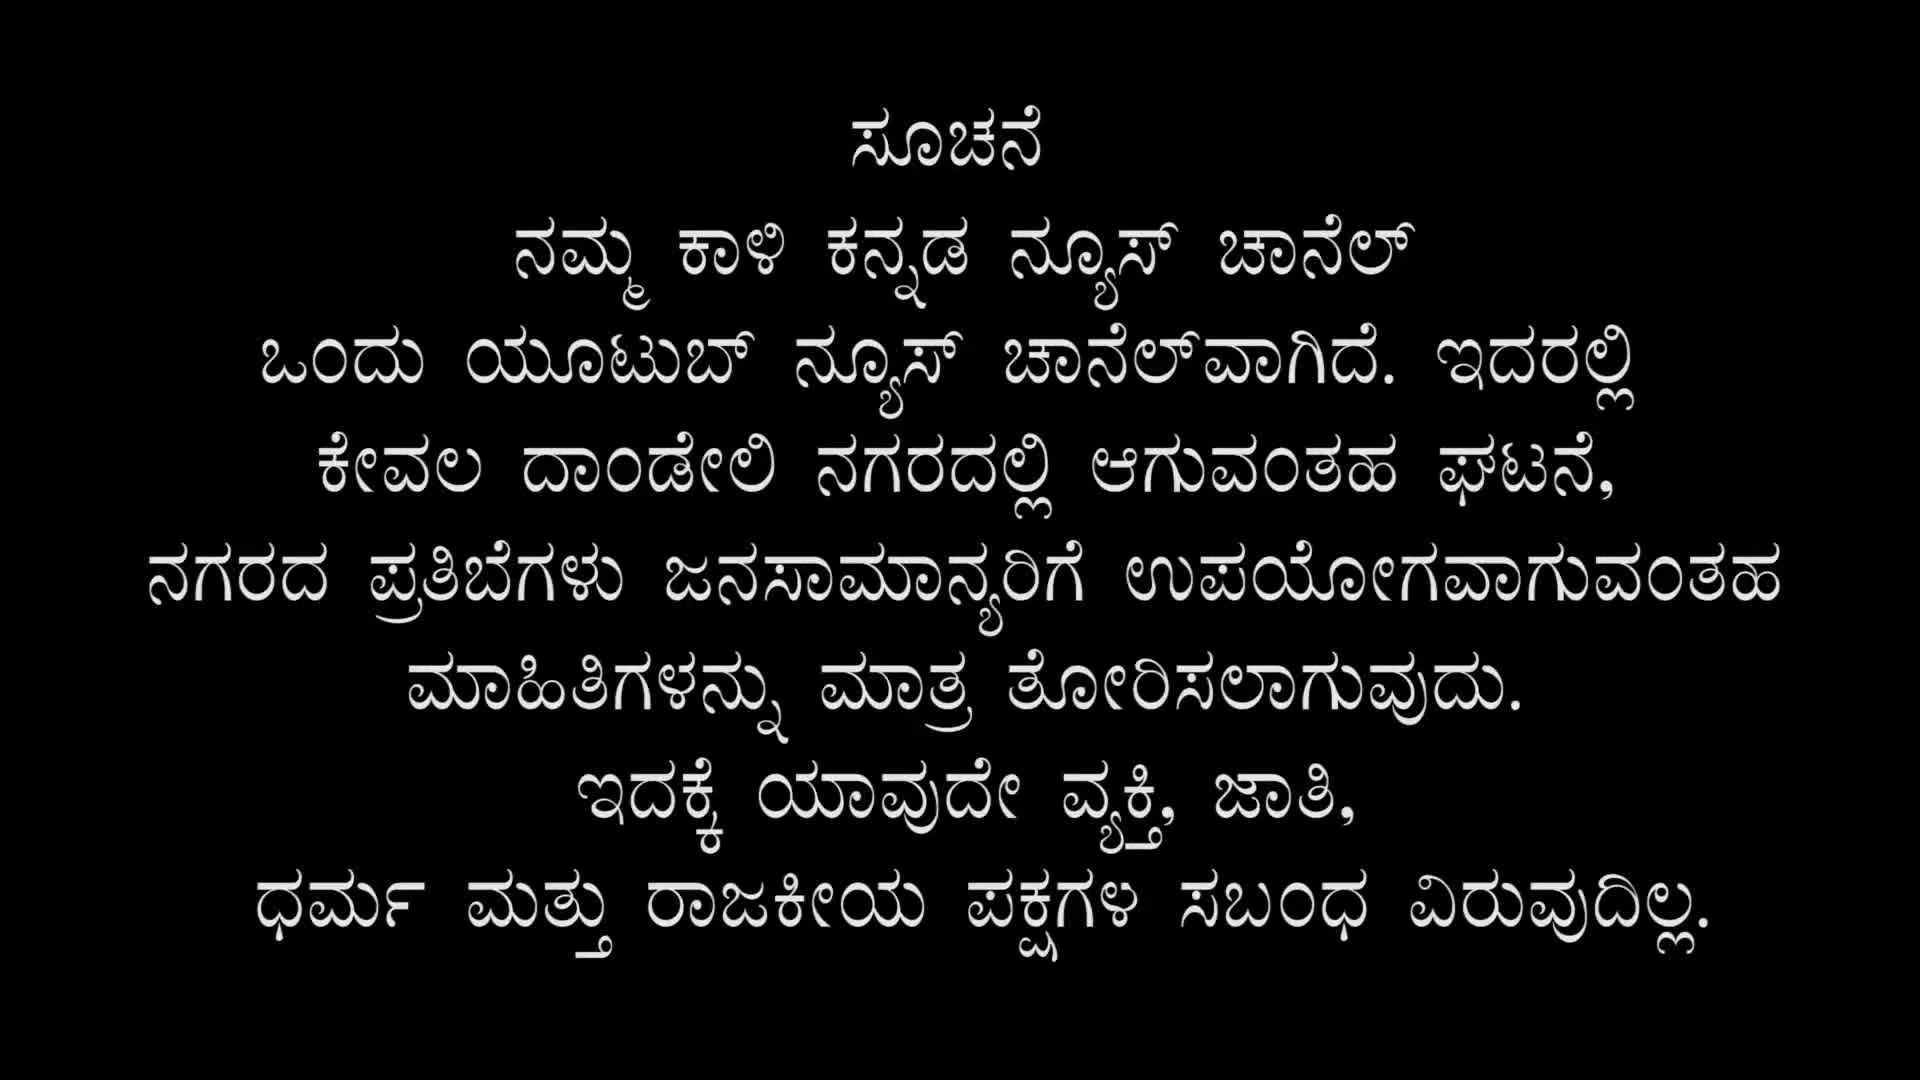 ಸೂಚನೆ
ನಮ್ಮ ಕಾಳಿ ಕನ್ನಡ ನ್ಯೂಸ್ ಚಾನೆಲ್
ಒಂದು ಯೂಟುಬ್ ನ್ಯೂಸ್ ಚಾನೆಲ್‌ವಾಗಿದೆ. ಇದರಲ್ಲಿ
ಕೇವಲ ದಾಂಡೇಲಿ ನಗರದಲ್ಲಿ ಆಗುವಂತಹ ಘಟನೆ,
ನಗರದ ಪ್ರತಿಬೆಗಳು ಜನಸಾಮಾನ್ಯರಿಗೆ ಉಪಯೋಗವಾಗುವಂತಹ
ಮಾಹಿತಿಗಳನ್ನು ಮಾತ್ರ ತೋರಿಸಲಾಗುವುದು.
ಇದಕ್ಕೆ ಯಾವುದೇ ವ್ಯಕ್ತಿ, ಜಾತಿ,
ಧರ್ಮ ಮತ್ತು ರಾಜಕೀಯ ಪಕ್ಷಗಳ ಸಬಂಧ ವಿರುವುದಿಲ್ಲ.